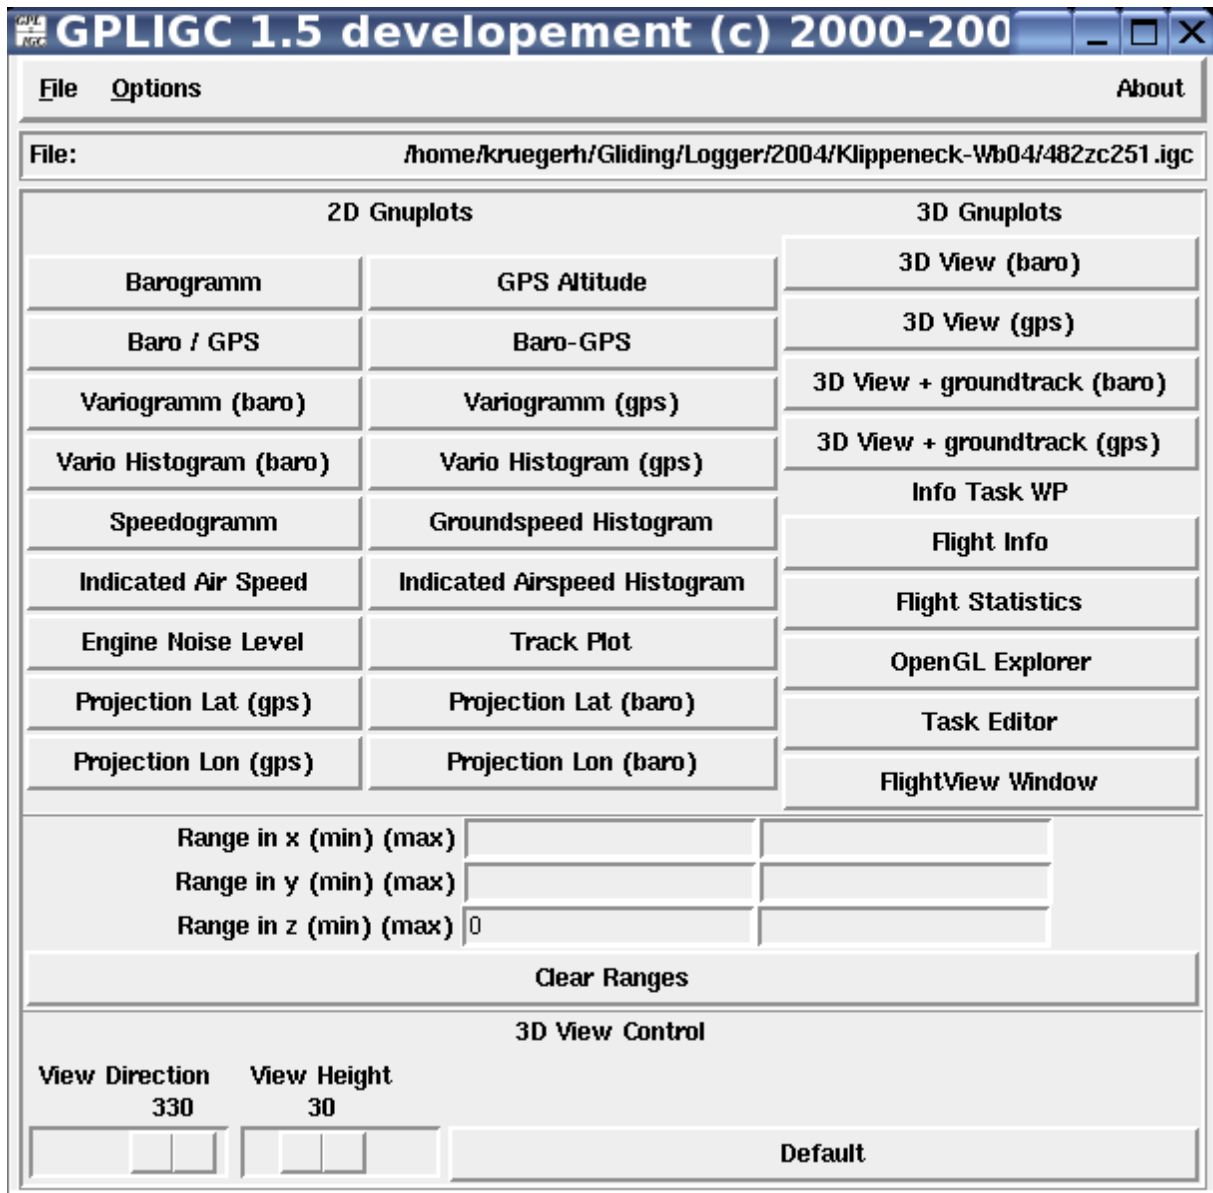 GPLIGC 1.5 developement (c) 2000-200
File Options About
File: /home/kruegerh/Gliding/Logger/2004/Klippeneck-Wb04/482zc251.igc
2D Gnuplots
Barogramm GPS Altitude
Baro / GPS Baro-GPS
Variogramm (baro) Variogramm (gps)
Vario Histogram (baro) Vario Histogram (gps)
Speedogramm Groundspeed Histogram
Indicated Air Speed Indicated Airspeed Histogram
Engine Noise Level Track Plot
Projection Lat (gps) Projection Lat (baro)
Projection Lon (gps) Projection Lon (baro)
3D Gnuplots
3D View (baro)
3D View (gps)
3D View + groundtrack (baro)
3D View + groundtrack (gps)
Info Task WP
Flight Info
Flight Statistics
OpenGL Explorer
Task Editor
FlightView Window
Range in x (min) (max)
Range in y (min) (max)
Range in z (min) (max) 0
Clear Ranges
3D View Control
View Direction View Height
330 30
Default